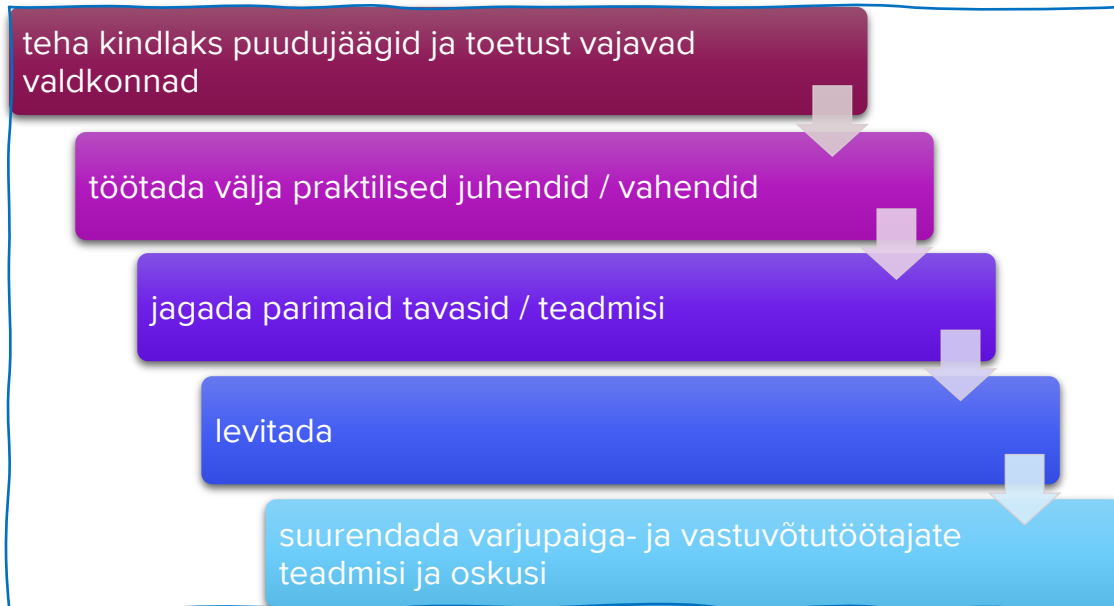 teha kindlaks puudujäägid ja toetust vajavad
valdkonnad
töötada välja praktilised juhendid / vahendid
jagada parimaid tavasid / teadmisi
levitada
suurendada varjupaiga- ja vastuvõtutöötajate
teadmisi ja oskusi